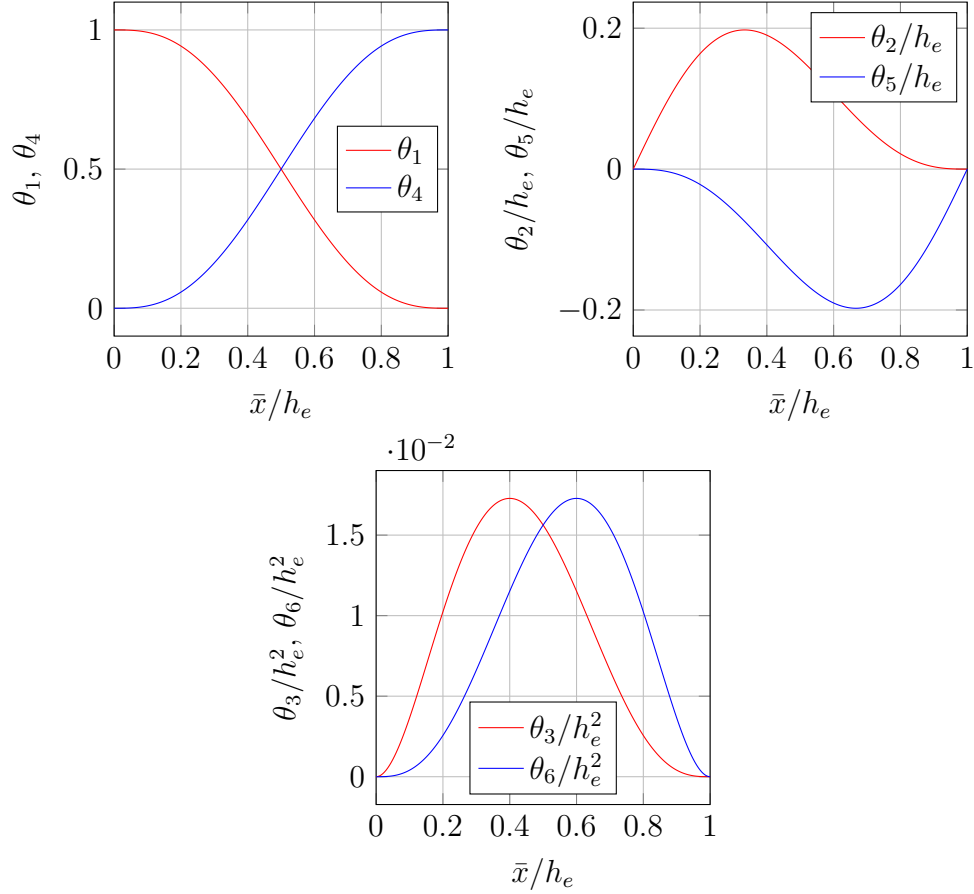 1
0.5
0
θ₁, θ₄
θ₁
θ₄
0 0.2 0.4 0.6 0.8 1
x̄/hₑ
0.2
0
−0.2
θ₂/hₑ, θ₅/hₑ
θ₂/hₑ
θ₅/hₑ
0 0.2 0.4 0.6 0.8 1
x̄/hₑ
·10⁻²
1.5
1
0.5
0
θ₃/hₑ², θ₆/hₑ²
θ₃/hₑ²
θ₆/hₑ²
0 0.2 0.4 0.6 0.8 1
x̄/hₑ